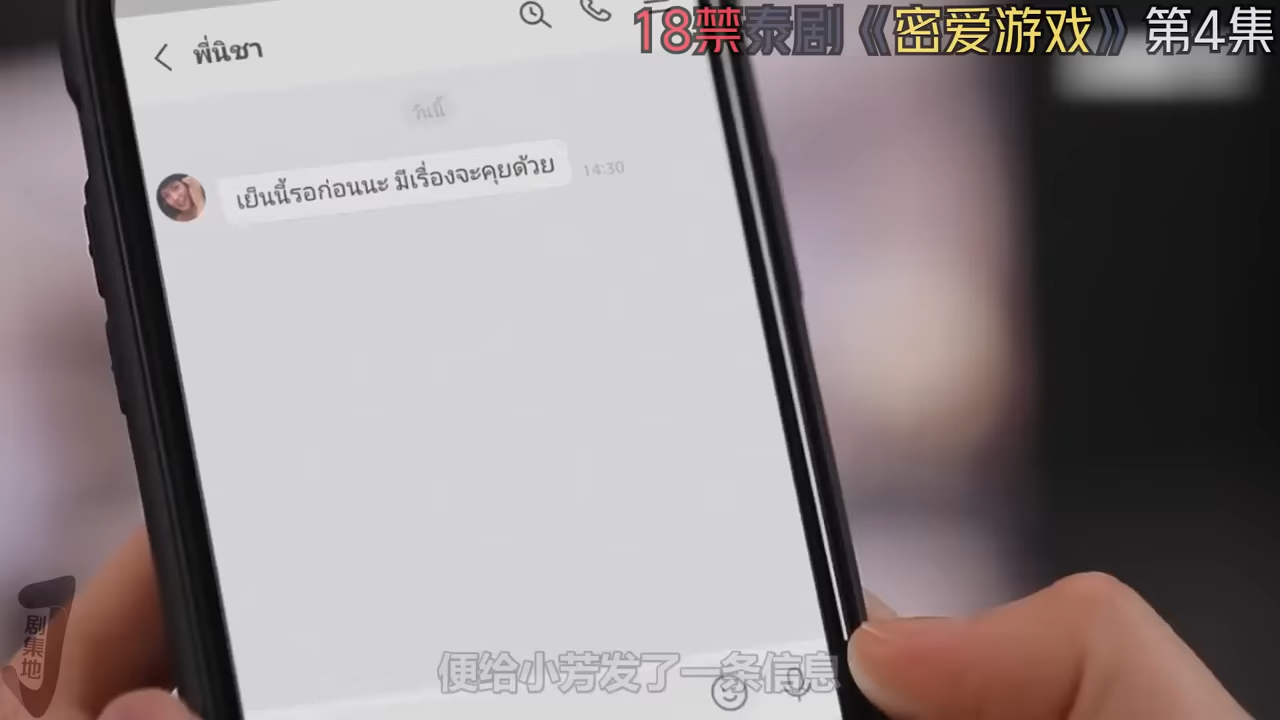 18禁泰剧《密爱游戏》第4集
พี่นิชา
วันนี้
เย็นนี้รอก่อนนะ มีเรื่องจะคุยด้วย
14:30
剧集地
便给小芳发了一条信息